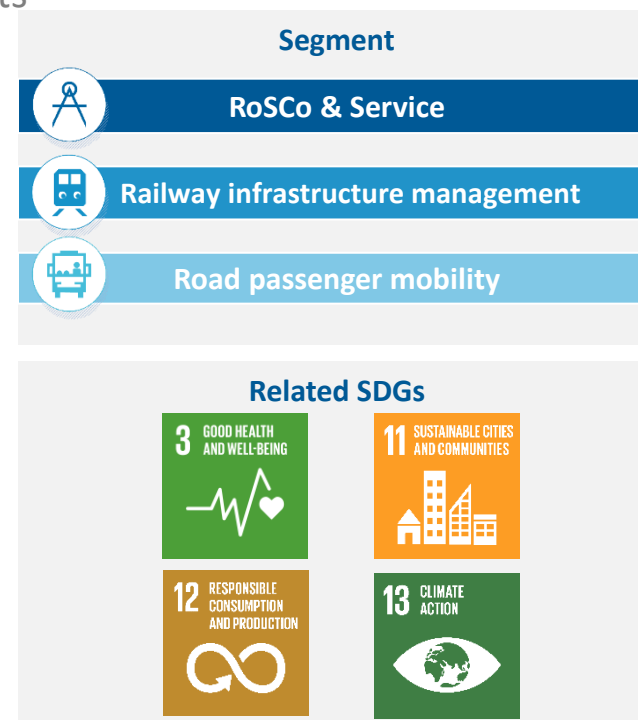 Segment
RoSCo & Service
Railway infrastructure management
Road passenger mobility
Related SDGs
3 GOOD HEALTH
AND WELL-BEING
11 SUSTAINABLE CITIES
AND COMMUNITIES
12 RESPONSIBLE
CONSUMPTION
AND PRODUCTION
13 CLIMATE
ACTION